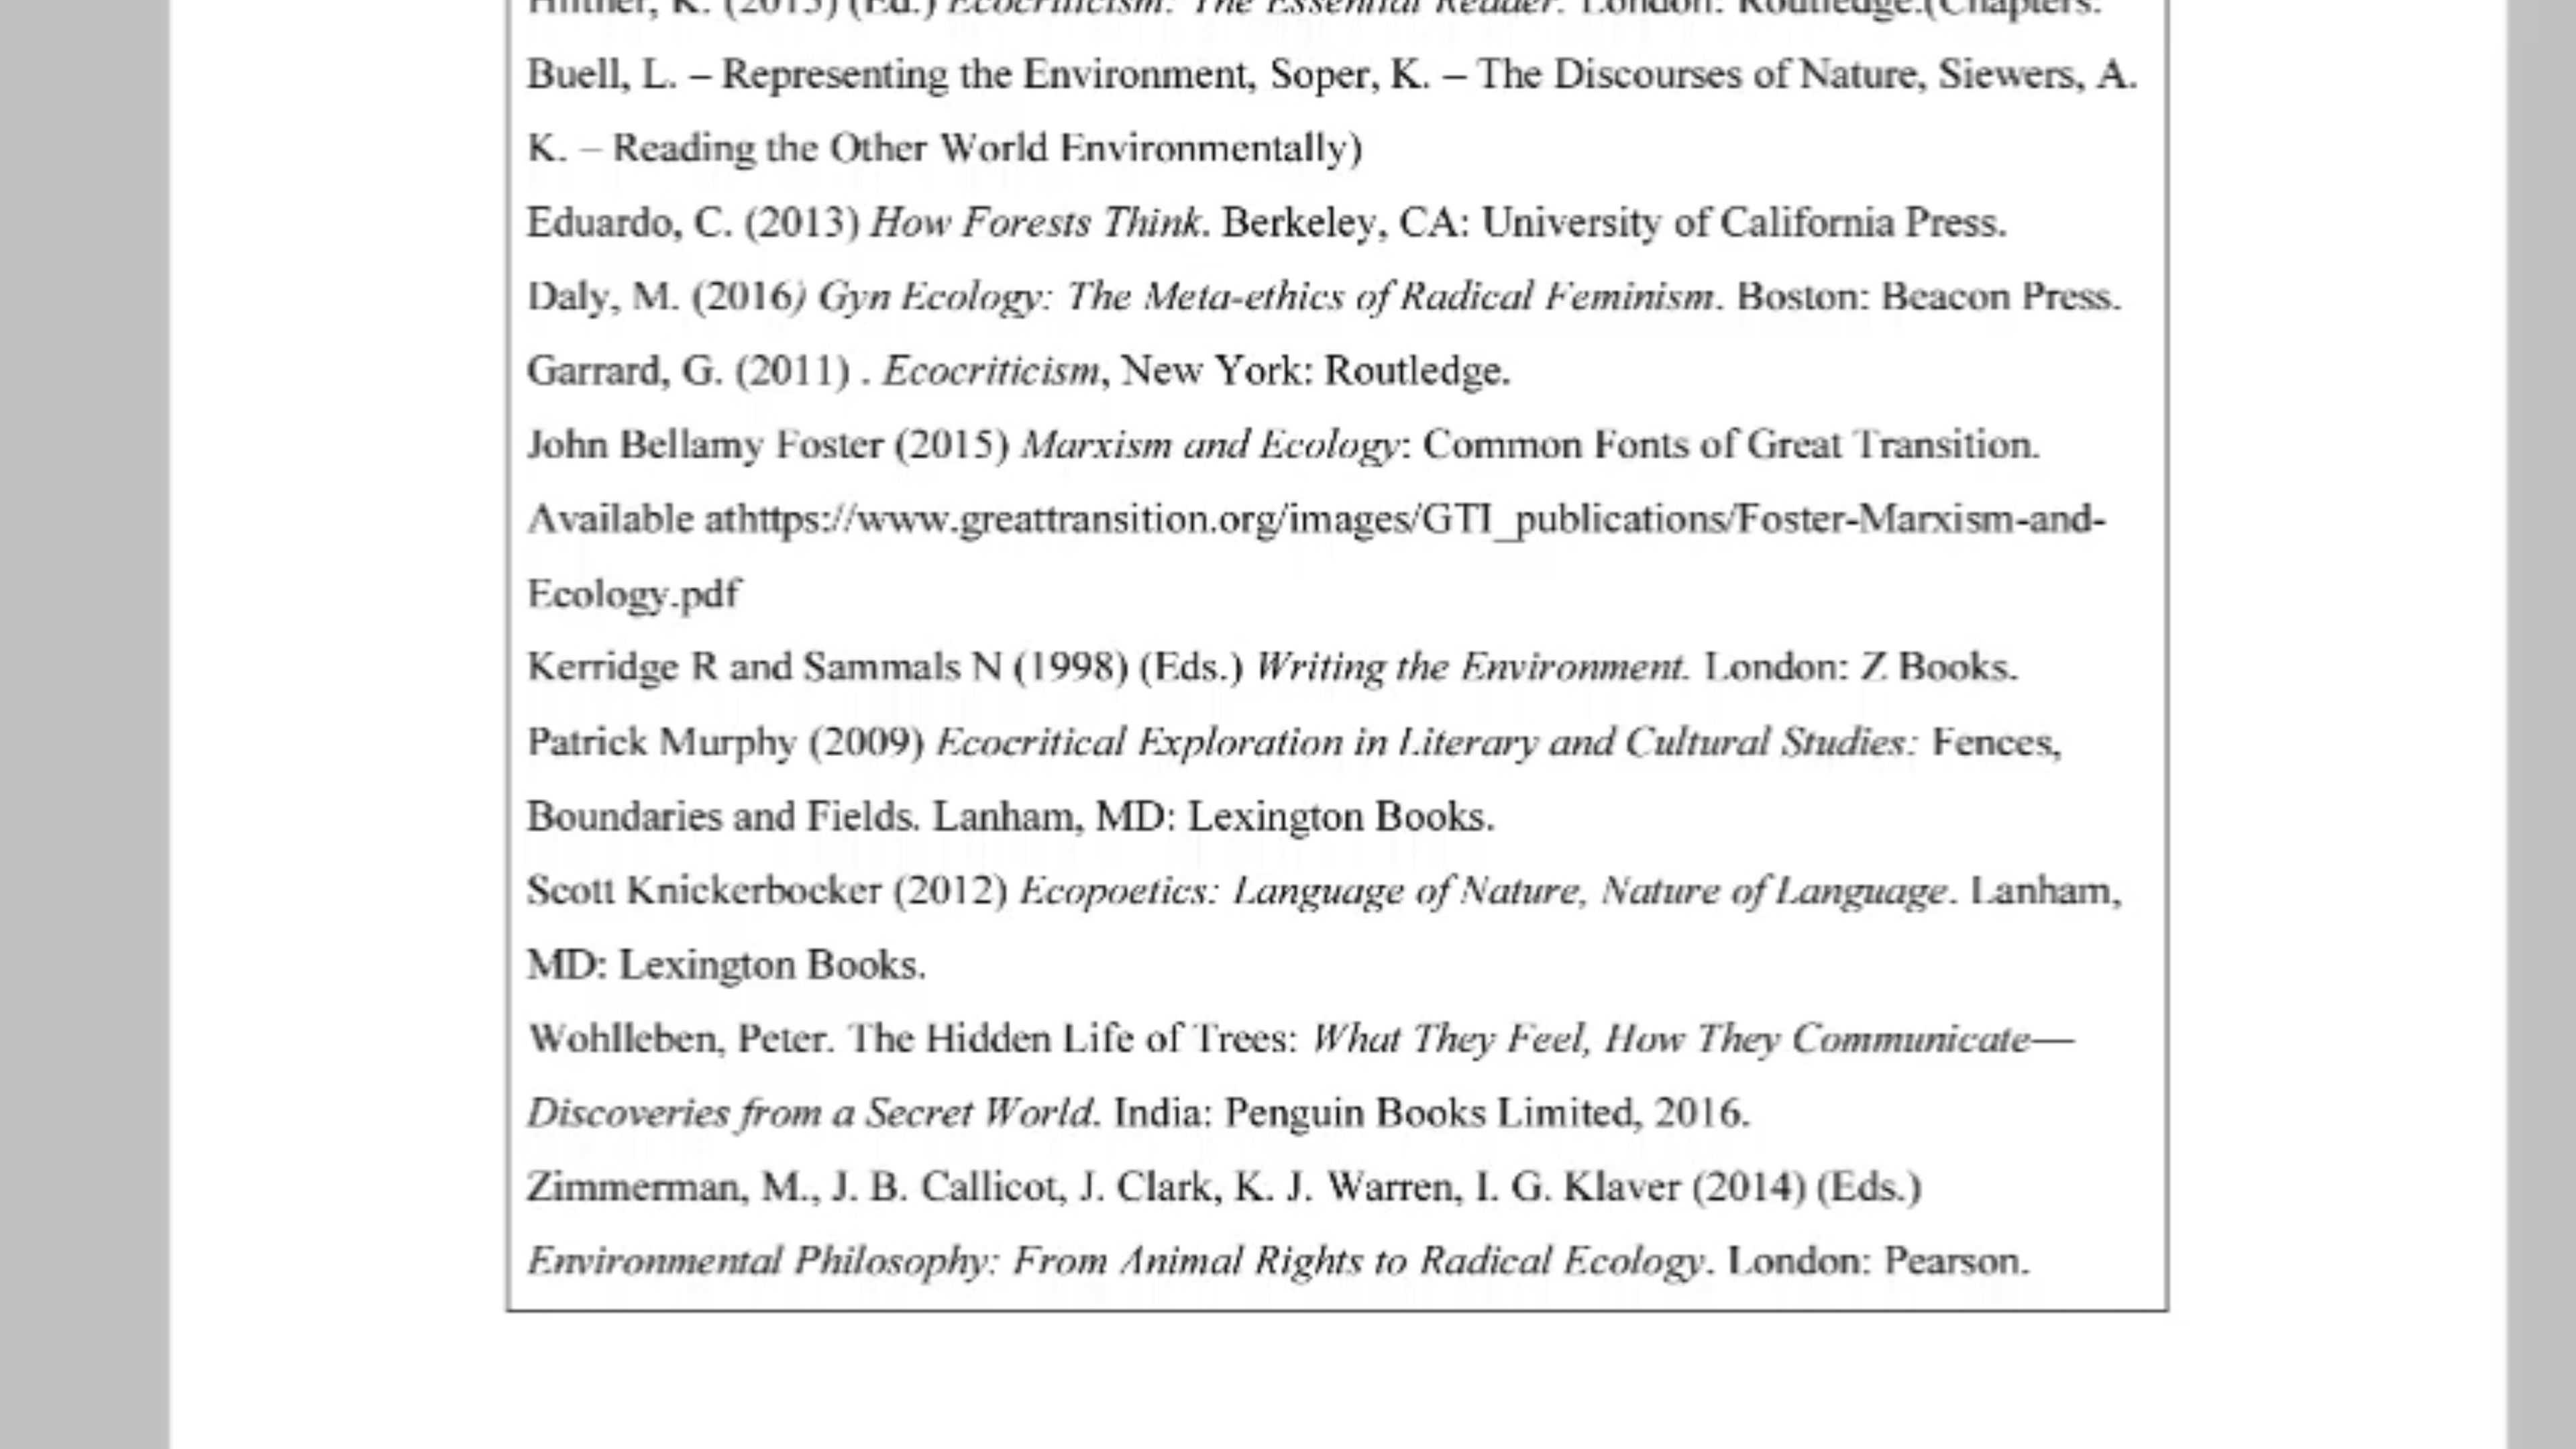 Hiltner, K. (2015) (Ed.) Ecocriticism: The Essential Reader. London: Routledge.(Chapters:
Buell, L. – Representing the Environment, Soper, K. – The Discourses of Nature, Siewers, A.
K. – Reading the Other World Environmentally)
Eduardo, C. (2013) How Forests Think. Berkeley, CA: University of California Press.
Daly, M. (2016) Gyn Ecology: The Meta-ethics of Radical Feminism. Boston: Beacon Press.
Garrard, G. (2011) . Ecocriticism, New York: Routledge.
John Bellamy Foster (2015) Marxism and Ecology: Common Fonts of Great Transition.
Available athttps://www.greattransition.org/images/GTI_publications/Foster-Marxism-and-
Ecology.pdf
Kerridge R and Sammals N (1998) (Eds.) Writing the Environment. London: Z Books.
Patrick Murphy (2009) Ecocritical Exploration in Literary and Cultural Studies: Fences,
Boundaries and Fields. Lanham, MD: Lexington Books.
Scott Knickerbocker (2012) Ecopoetics: Language of Nature, Nature of Language. Lanham,
MD: Lexington Books.
Wohlleben, Peter. The Hidden Life of Trees: What They Feel, How They Communicate—
Discoveries from a Secret World. India: Penguin Books Limited, 2016.
Zimmerman, M., J. B. Callicot, J. Clark, K. J. Warren, I. G. Klaver (2014) (Eds.)
Environmental Philosophy: From Animal Rights to Radical Ecology. London: Pearson.